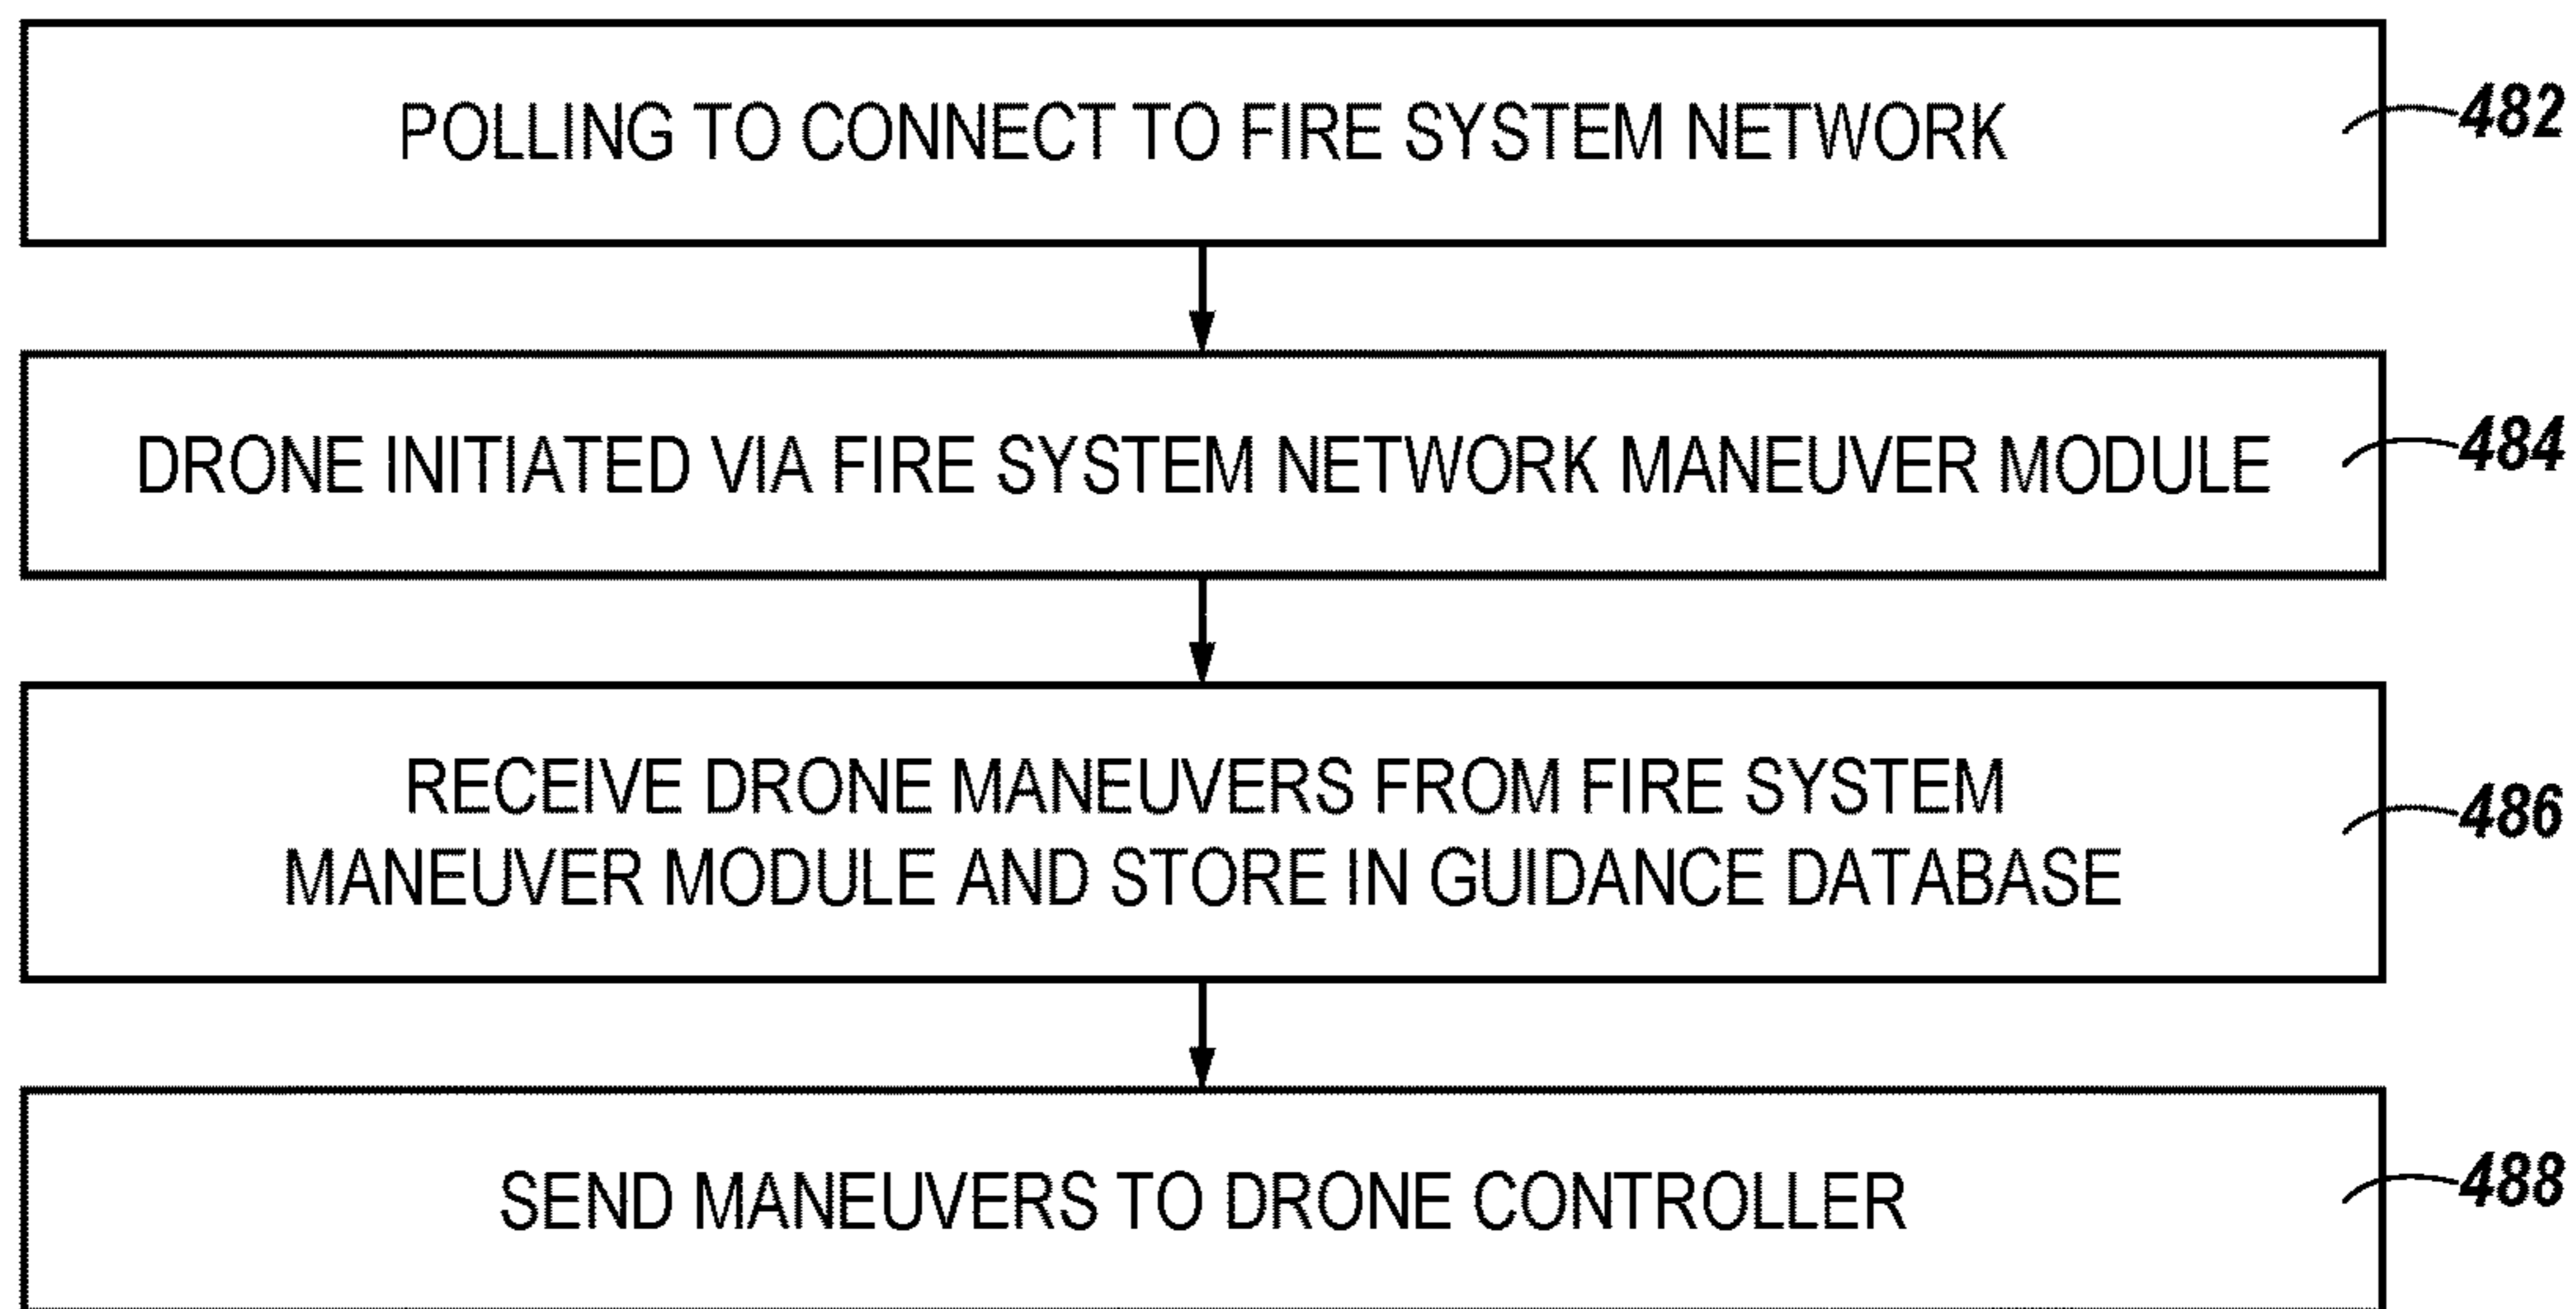 POLLING TO CONNECT TO FIRE SYSTEM NETWORK
482
DRONE INITIATED VIA FIRE SYSTEM NETWORK MANEUVER MODULE
484
RECEIVE DRONE MANEUVERS FROM FIRE SYSTEM
MANEUVER MODULE AND STORE IN GUIDANCE DATABASE
486
SEND MANEUVERS TO DRONE CONTROLLER
488